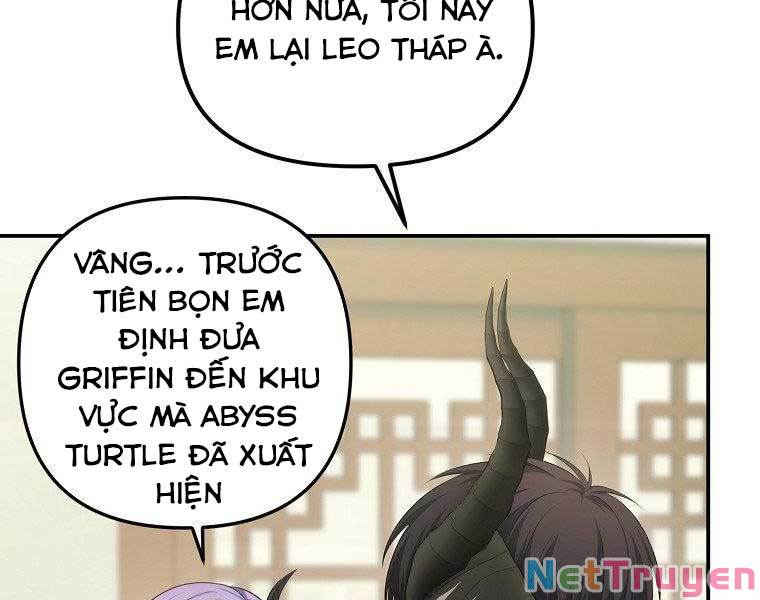 HƠN NỮA, TỐI NAY
EM LẠI LEO THÁP À.
VÂNG... TRƯỚC
TIÊN BỌN EM
ĐỊNH ĐƯA
GRIFFIN ĐẾN KHU
VỰC MÀ ABYSS
TURTLE ĐÃ XUẤT
HIỆN
NetTruyen